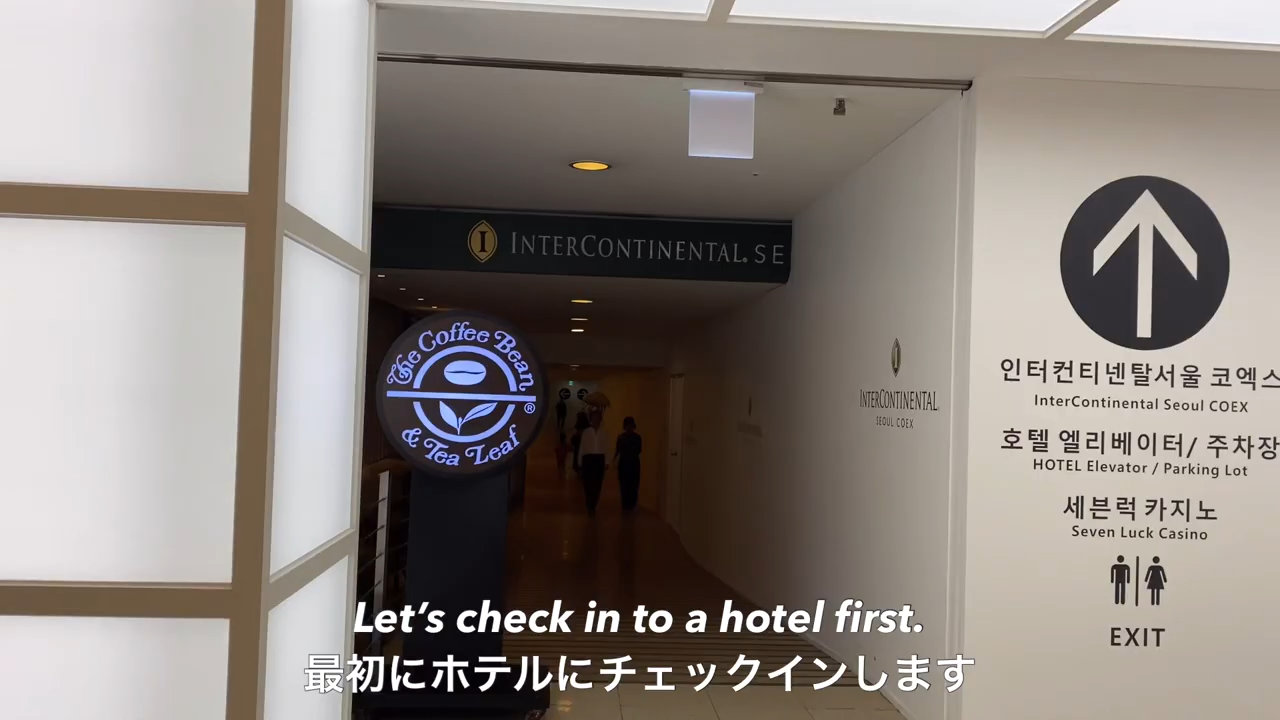 INTERCONTINENTAL. SE
The Coffee Bean
& Tea Leaf
®
INTERCONTINENTAL.
SEOUL COEX
인터컨티넨탈서울 코엑스
InterContinental Seoul COEX
호텔 엘리베이터/ 주차장
HOTEL Elevator / Parking Lot
세븐럭 카지노
Seven Luck Casino
EXIT
Let's check in to a hotel first.
最初にホテルにチェックインします